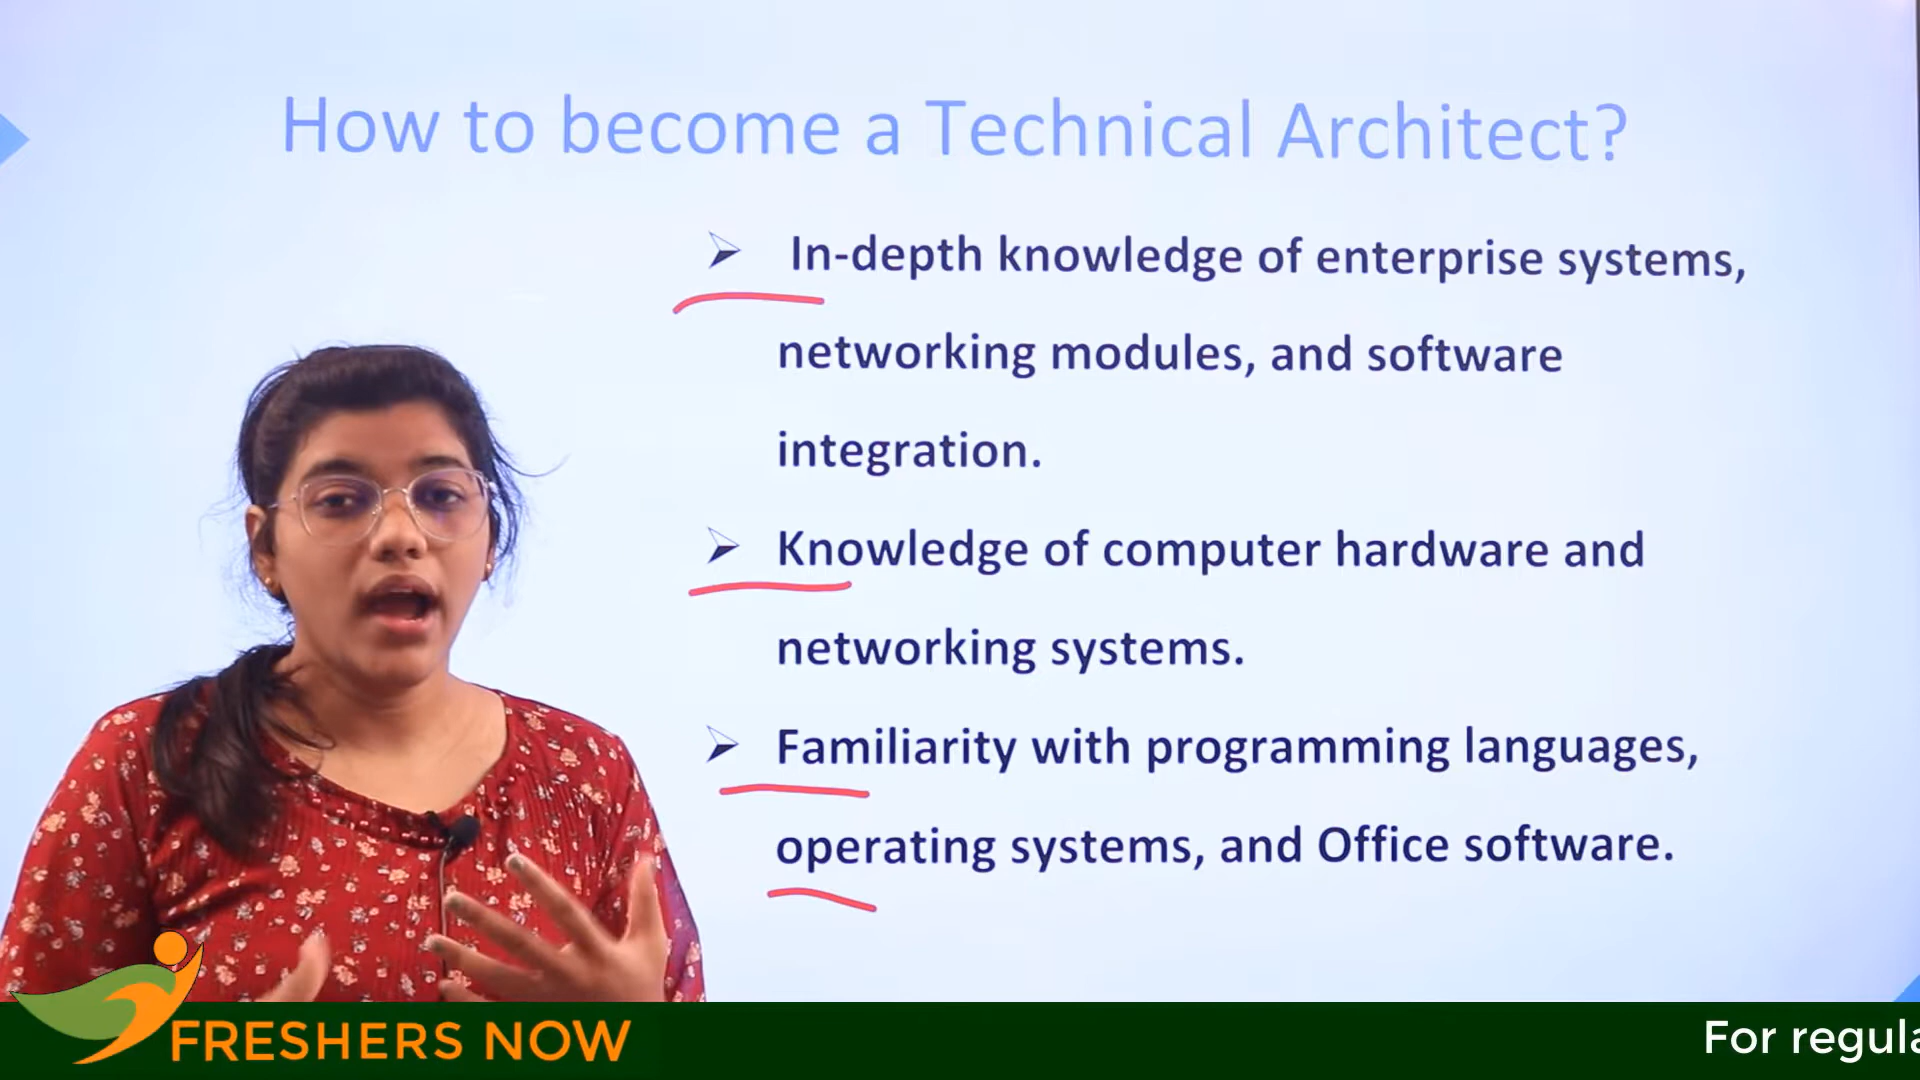 How to become a Technical Architect?
➢ In-depth knowledge of enterprise systems,
networking modules, and software
integration.
➢ Knowledge of computer hardware and
networking systems.
➢ Familiarity with programming languages,
operating systems, and Office software.
FRESHERS NOW
For regula